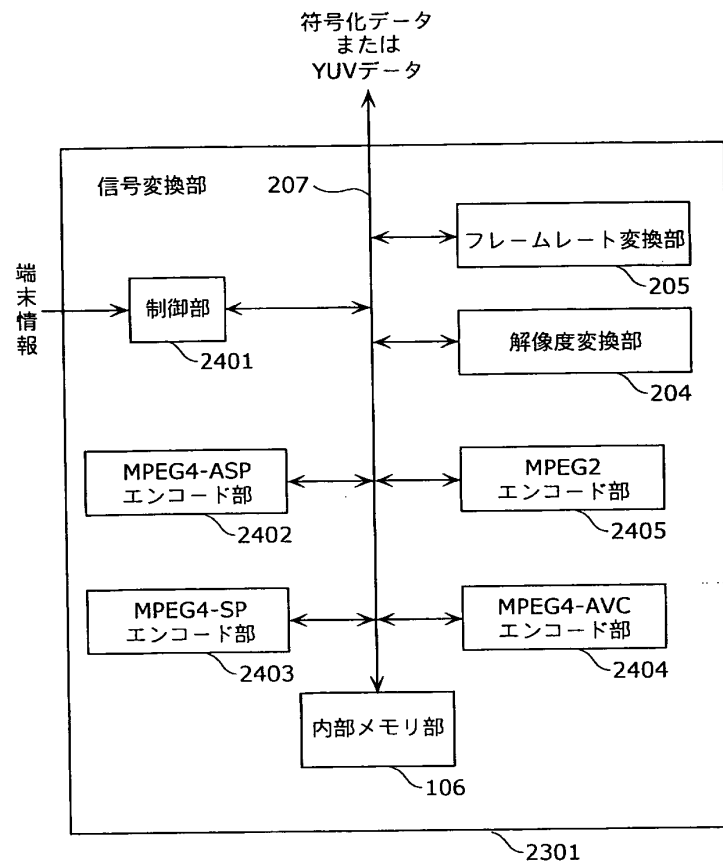 符号化データ
または
YUVデータ
信号変換部
207
フレームレート変換部
205
端末情報
制御部
2401
解像度変換部
204
MPEG4-ASP
エンコード部
2402
MPEG2
エンコード部
2405
MPEG4-SP
エンコード部
2403
MPEG4-AVC
エンコード部
2404
内部メモリ部
106
2301